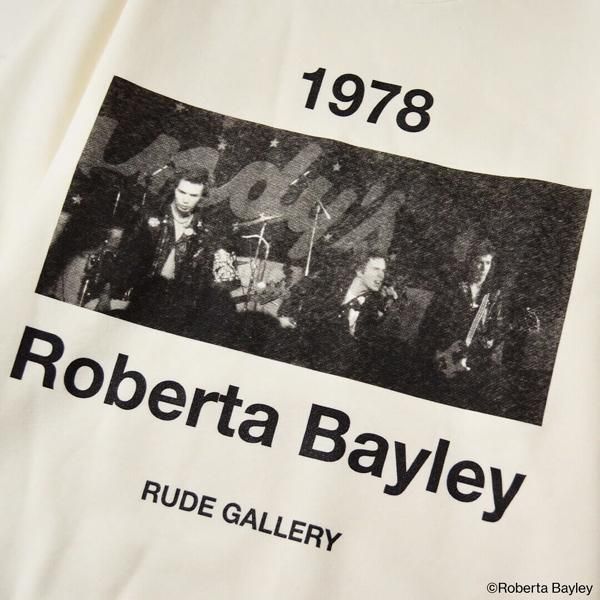 1978
Roberta Bayley
RUDE GALLERY
©Roberta Bayley